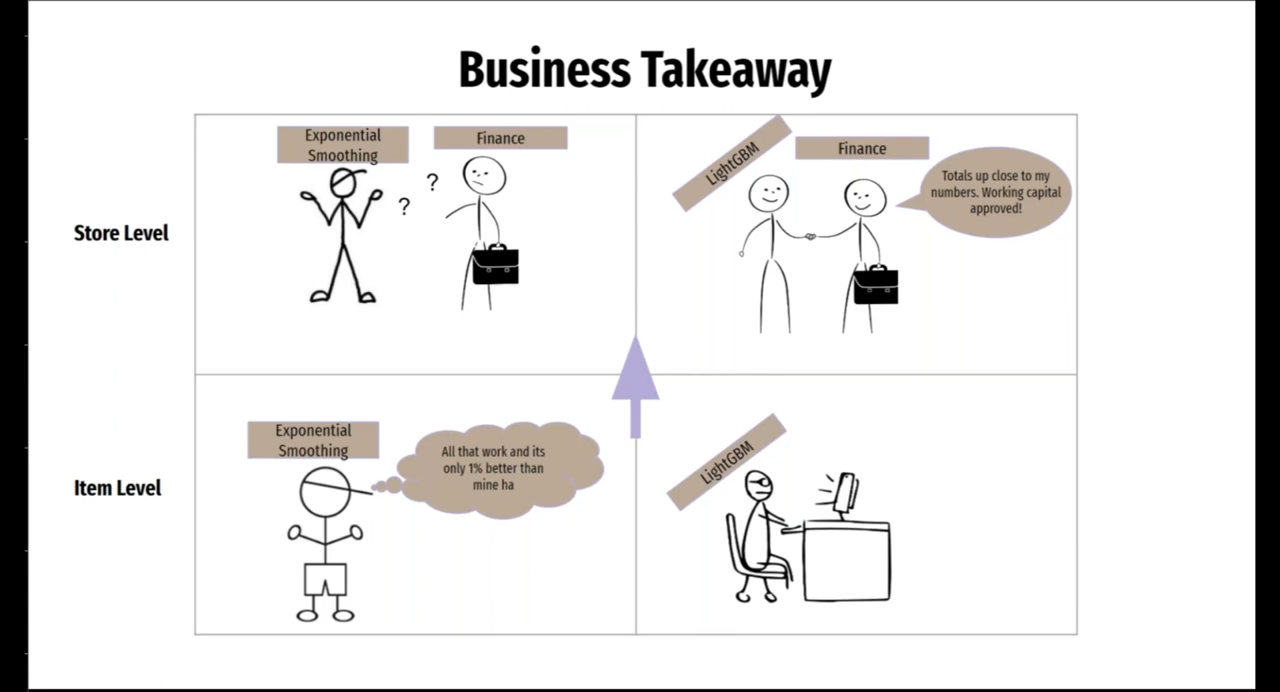 Business Takeaway
Exponential
Smoothing
Finance
?
?
LightGBM
Finance
Totals up close to my
numbers. Working capital
approved!
Store Level
Exponential
Smoothing
All that work and its
only 1% better than
mine ha
LightGBM
Item Level